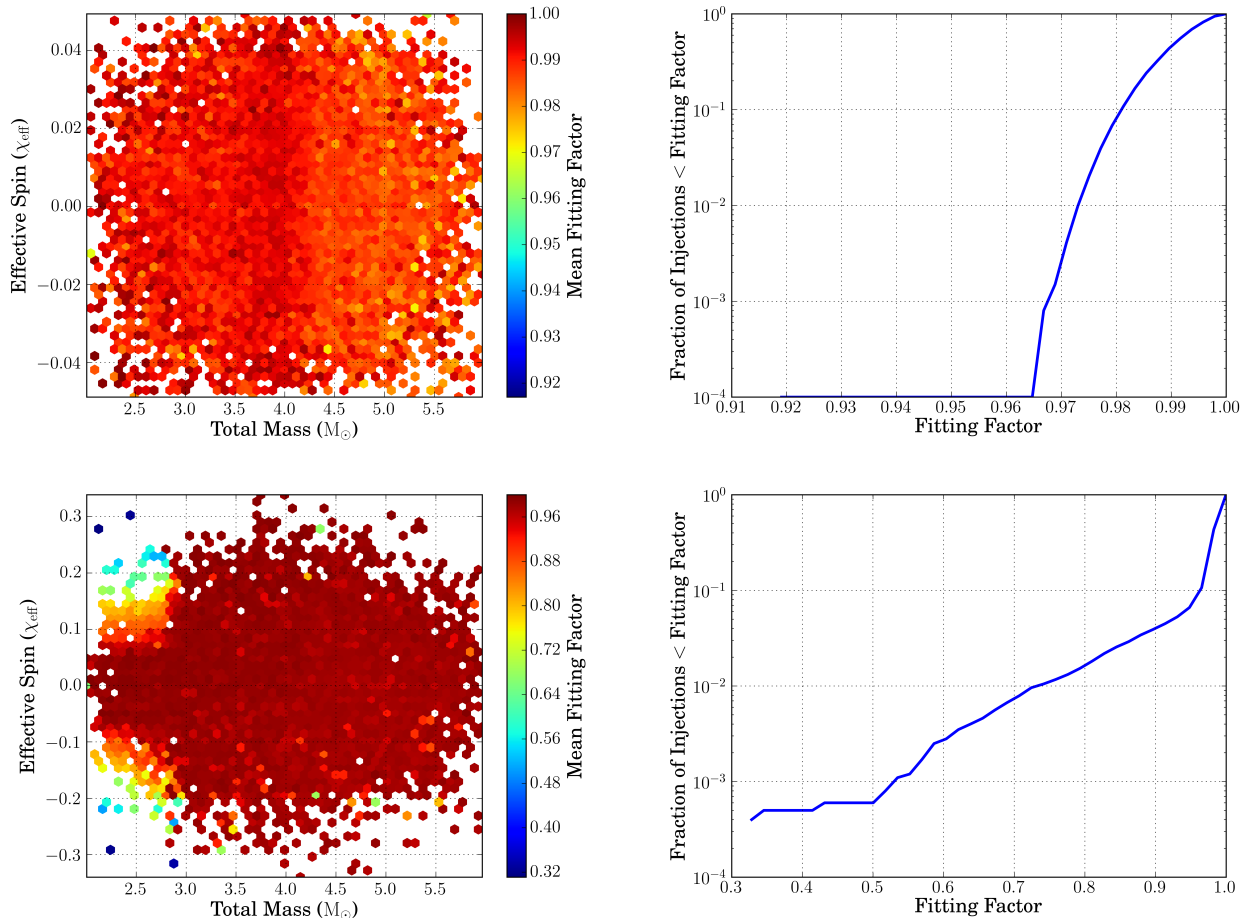 0.04
0.02
0.00
−0.02
−0.04
Effective Spin (χeff)
2.5 3.0 3.5 4.0 4.5 5.0 5.5
Total Mass (M⊙)
1.00
0.99
0.98
0.97
0.96
0.95
0.94
0.93
0.92
Mean Fitting Factor
10⁰
10⁻¹
10⁻²
10⁻³
10⁻⁴
Fraction of Injections < Fitting Factor
0.91 0.92 0.93 0.94 0.95 0.96 0.97 0.98 0.99 1.00
Fitting Factor
0.3
0.2
0.1
0.0
−0.1
−0.2
−0.3
Effective Spin (χeff)
2.5 3.0 3.5 4.0 4.5 5.0 5.5
Total Mass (M⊙)
0.96
0.88
0.80
0.72
0.64
0.56
0.48
0.40
0.32
Mean Fitting Factor
10⁰
10⁻¹
10⁻²
10⁻³
10⁻⁴
Fraction of Injections < Fitting Factor
0.3 0.4 0.5 0.6 0.7 0.8 0.9 1.0
Fitting Factor